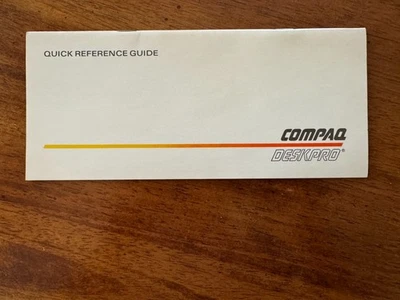 QUICK REFERENCE GUIDE
COMPAQ
DESKPRO®